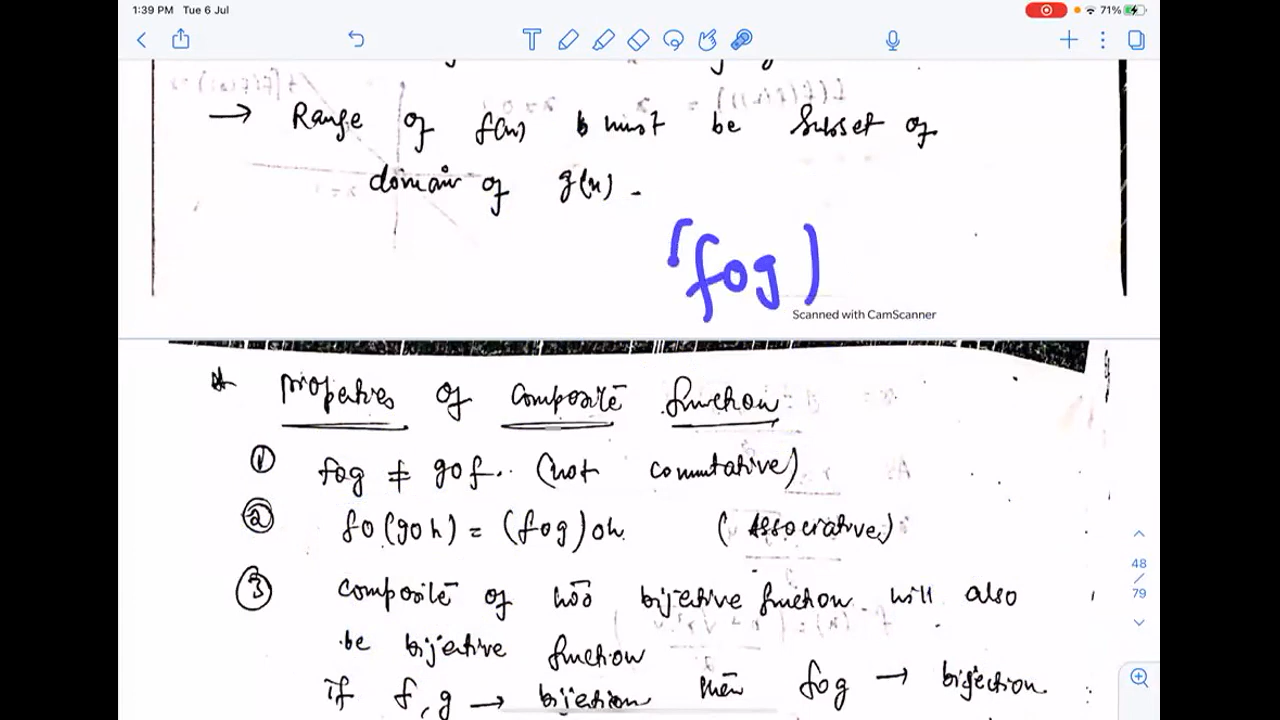 1:39 PM Tue 6 Jul
71%
→ Range of f(x) must be subset of
domain of g(x).
(fog)
Scanned with CamScanner
properties of composite function
① fog ≠ gof.. (not commutative)
② fo(goh) = (fog)oh. (Associative)
③ composite of two bijective function will also
be bijective function
if f, g → bijection then fog → bijection.
48
/
79